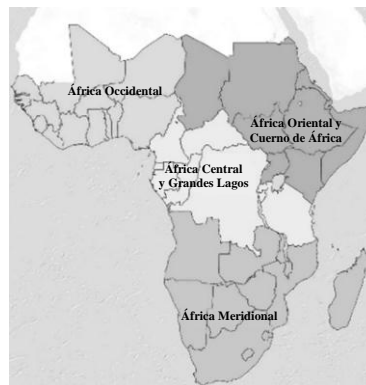 África Occidental
África Oriental y
Cuerno de África
África Central
y Grandes Lagos
África Meridional